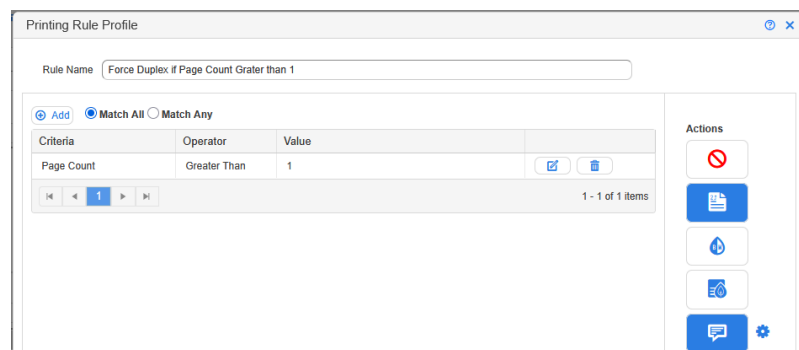 Printing Rule Profile
Rule Name Force Duplex if Page Count Grater than 1
Add Match All Match Any
Actions
Criteria Operator Value
Page Count Greater Than 1
1 1 - 1 of 1 items